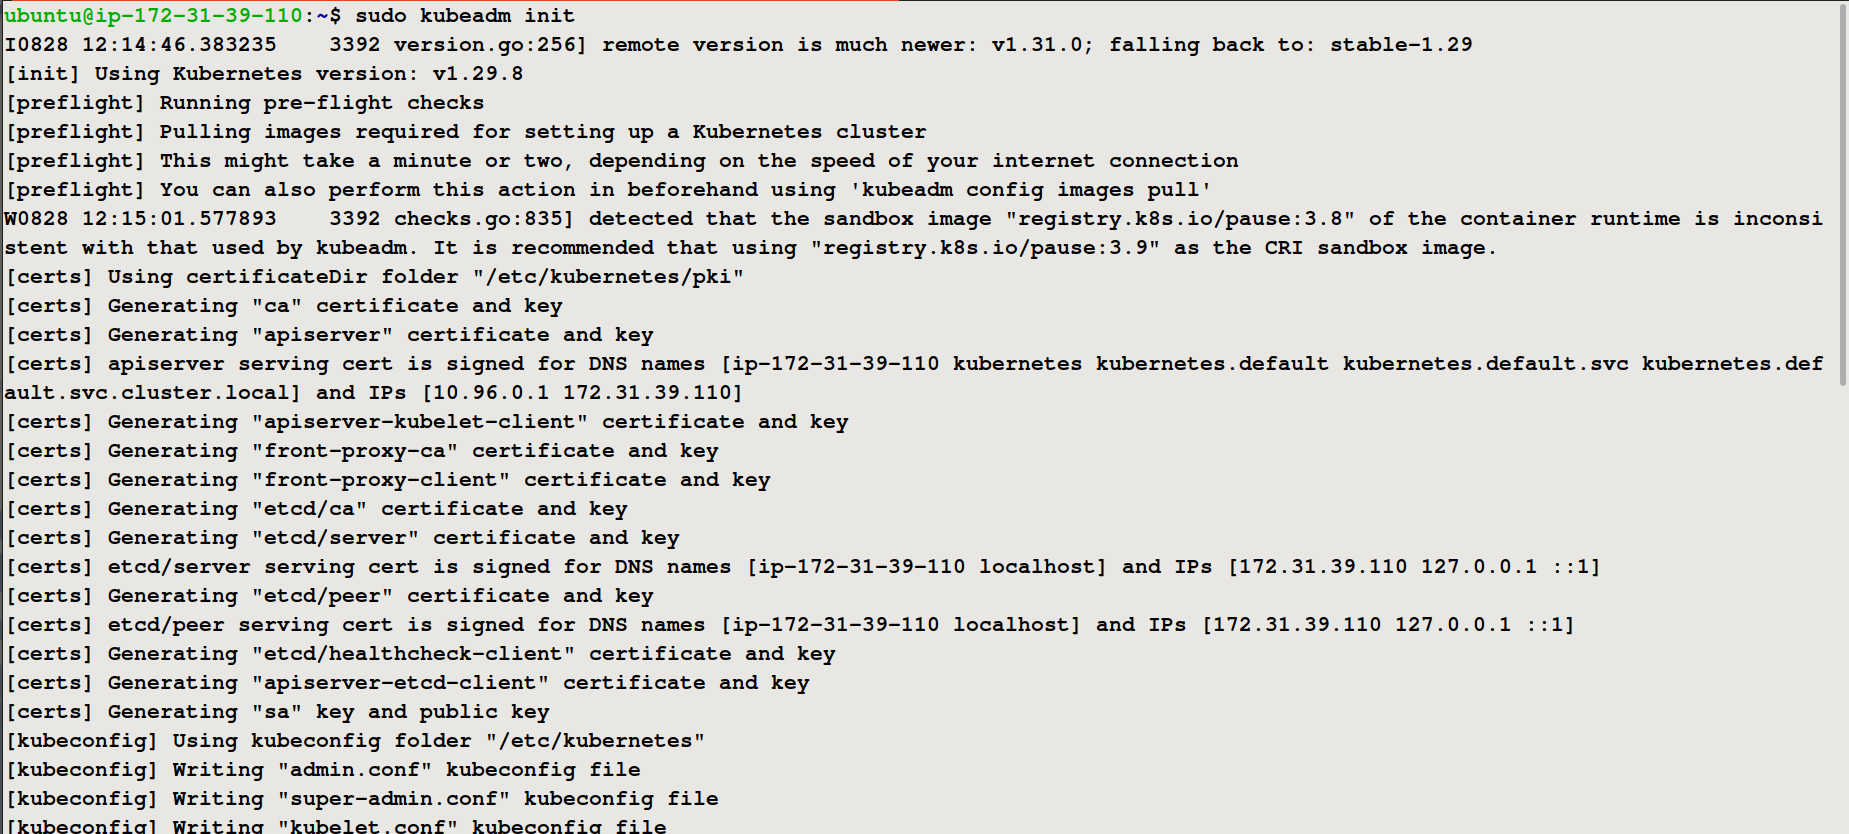 ubuntu@ip-172-31-39-110:~$ sudo kubeadm init
I0828 12:14:46.383235    3392 version.go:256] remote version is much newer: v1.31.0; falling back to: stable-1.29
[init] Using Kubernetes version: v1.29.8
[preflight] Running pre-flight checks
[preflight] Pulling images required for setting up a Kubernetes cluster
[preflight] This might take a minute or two, depending on the speed of your internet connection
[preflight] You can also perform this action in beforehand using 'kubeadm config images pull'
W0828 12:15:01.577893    3392 checks.go:835] detected that the sandbox image "registry.k8s.io/pause:3.8" of the container runtime is inconsi
stent with that used by kubeadm. It is recommended that using "registry.k8s.io/pause:3.9" as the CRI sandbox image.
[certs] Using certificateDir folder "/etc/kubernetes/pki"
[certs] Generating "ca" certificate and key
[certs] Generating "apiserver" certificate and key
[certs] apiserver serving cert is signed for DNS names [ip-172-31-39-110 kubernetes kubernetes.default kubernetes.default.svc kubernetes.def
ault.svc.cluster.local] and IPs [10.96.0.1 172.31.39.110]
[certs] Generating "apiserver-kubelet-client" certificate and key
[certs] Generating "front-proxy-ca" certificate and key
[certs] Generating "front-proxy-client" certificate and key
[certs] Generating "etcd/ca" certificate and key
[certs] Generating "etcd/server" certificate and key
[certs] etcd/server serving cert is signed for DNS names [ip-172-31-39-110 localhost] and IPs [172.31.39.110 127.0.0.1 ::1]
[certs] Generating "etcd/peer" certificate and key
[certs] etcd/peer serving cert is signed for DNS names [ip-172-31-39-110 localhost] and IPs [172.31.39.110 127.0.0.1 ::1]
[certs] Generating "etcd/healthcheck-client" certificate and key
[certs] Generating "apiserver-etcd-client" certificate and key
[certs] Generating "sa" key and public key
[kubeconfig] Using kubeconfig folder "/etc/kubernetes"
[kubeconfig] Writing "admin.conf" kubeconfig file
[kubeconfig] Writing "super-admin.conf" kubeconfig file
[kubeconfig] Writing "kubelet.conf" kubeconfig file